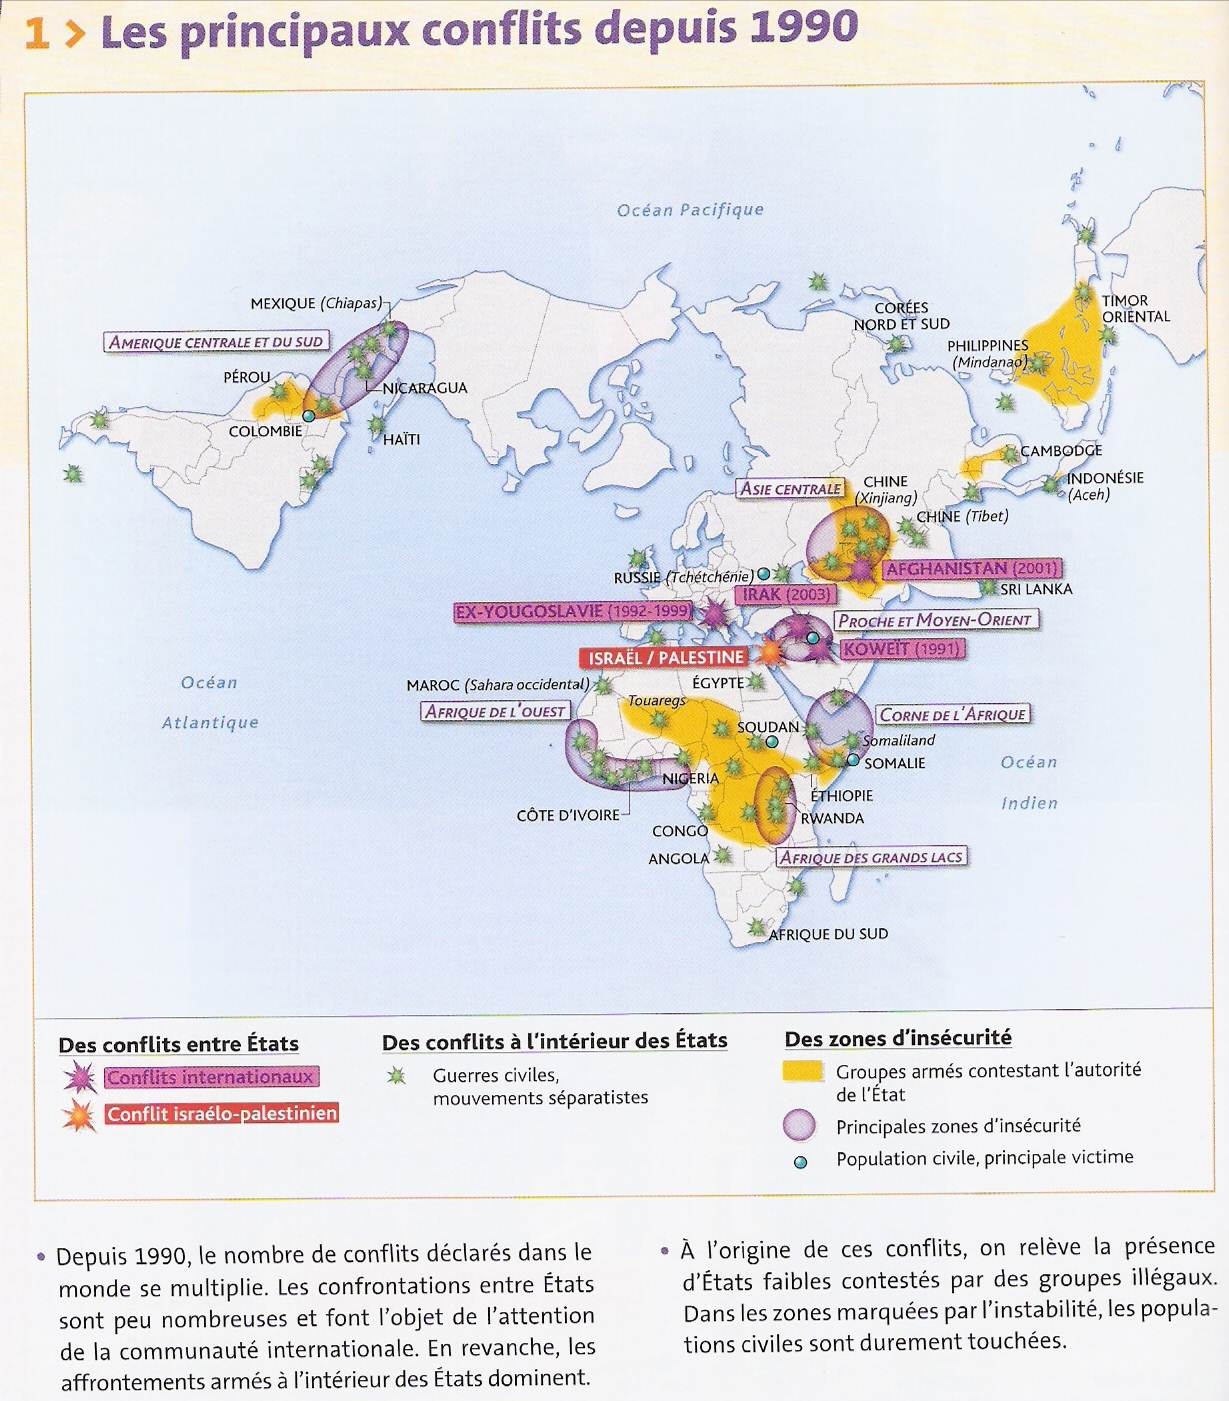 1 > Les principaux conflits depuis 1990
Océan Pacifique
MEXIQUE (Chiapas)
AMERIQUE CENTRALE ET DU SUD
PÉROU
NICARAGUA
COLOMBIE
HAÏTI
CORÉES
NORD ET SUD
PHILIPPINES
(Mindanao)
TIMOR
ORIENTAL
CAMBODGE
INDONÉSIE
(Aceh)
ASIE CENTRALE
CHINE
(Xinjiang)
CHINE (Tibet)
AFGHANISTAN (2001)
RUSSIE (Tchétchénie)
IRAK (2003)
SRI LANKA
EX-YOUGOSLAVIE (1992-1999)
PROCHE ET MOYEN-ORIENT
KOWEÏT (1991)
ISRAËL / PALESTINE
Océan
Atlantique
MAROC (Sahara occidental)
ÉGYPTE
Touaregs
AFRIQUE DE L'OUEST
SOUDAN
CORNE DE L'AFRIQUE
Somaliland
SOMALIE
Océan
Indien
NIGERIA
ÉTHIOPIE
CÔTE D'IVOIRE
RWANDA
CONGO
ANGOLA
AFRIQUE DES GRANDS LACS
AFRIQUE DU SUD
Des conflits entre États
Conflits internationaux
Conflit israélo-palestinien
Des conflits à l'intérieur des États
Guerres civiles,
mouvements séparatistes
Des zones d'insécurité
Groupes armés contestant l'autorité
de l'État
Principales zones d'insécurité
Population civile, principale victime
• Depuis 1990, le nombre de conflits déclarés dans le
monde se multiplie. Les confrontations entre États
sont peu nombreuses et font l'objet de l'attention
de la communauté internationale. En revanche, les
affrontements armés à l'intérieur des États dominent.
• À l'origine de ces conflits, on relève la présence
d'États faibles contestés par des groupes illégaux.
Dans les zones marquées par l'instabilité, les popula-
tions civiles sont durement touchées.